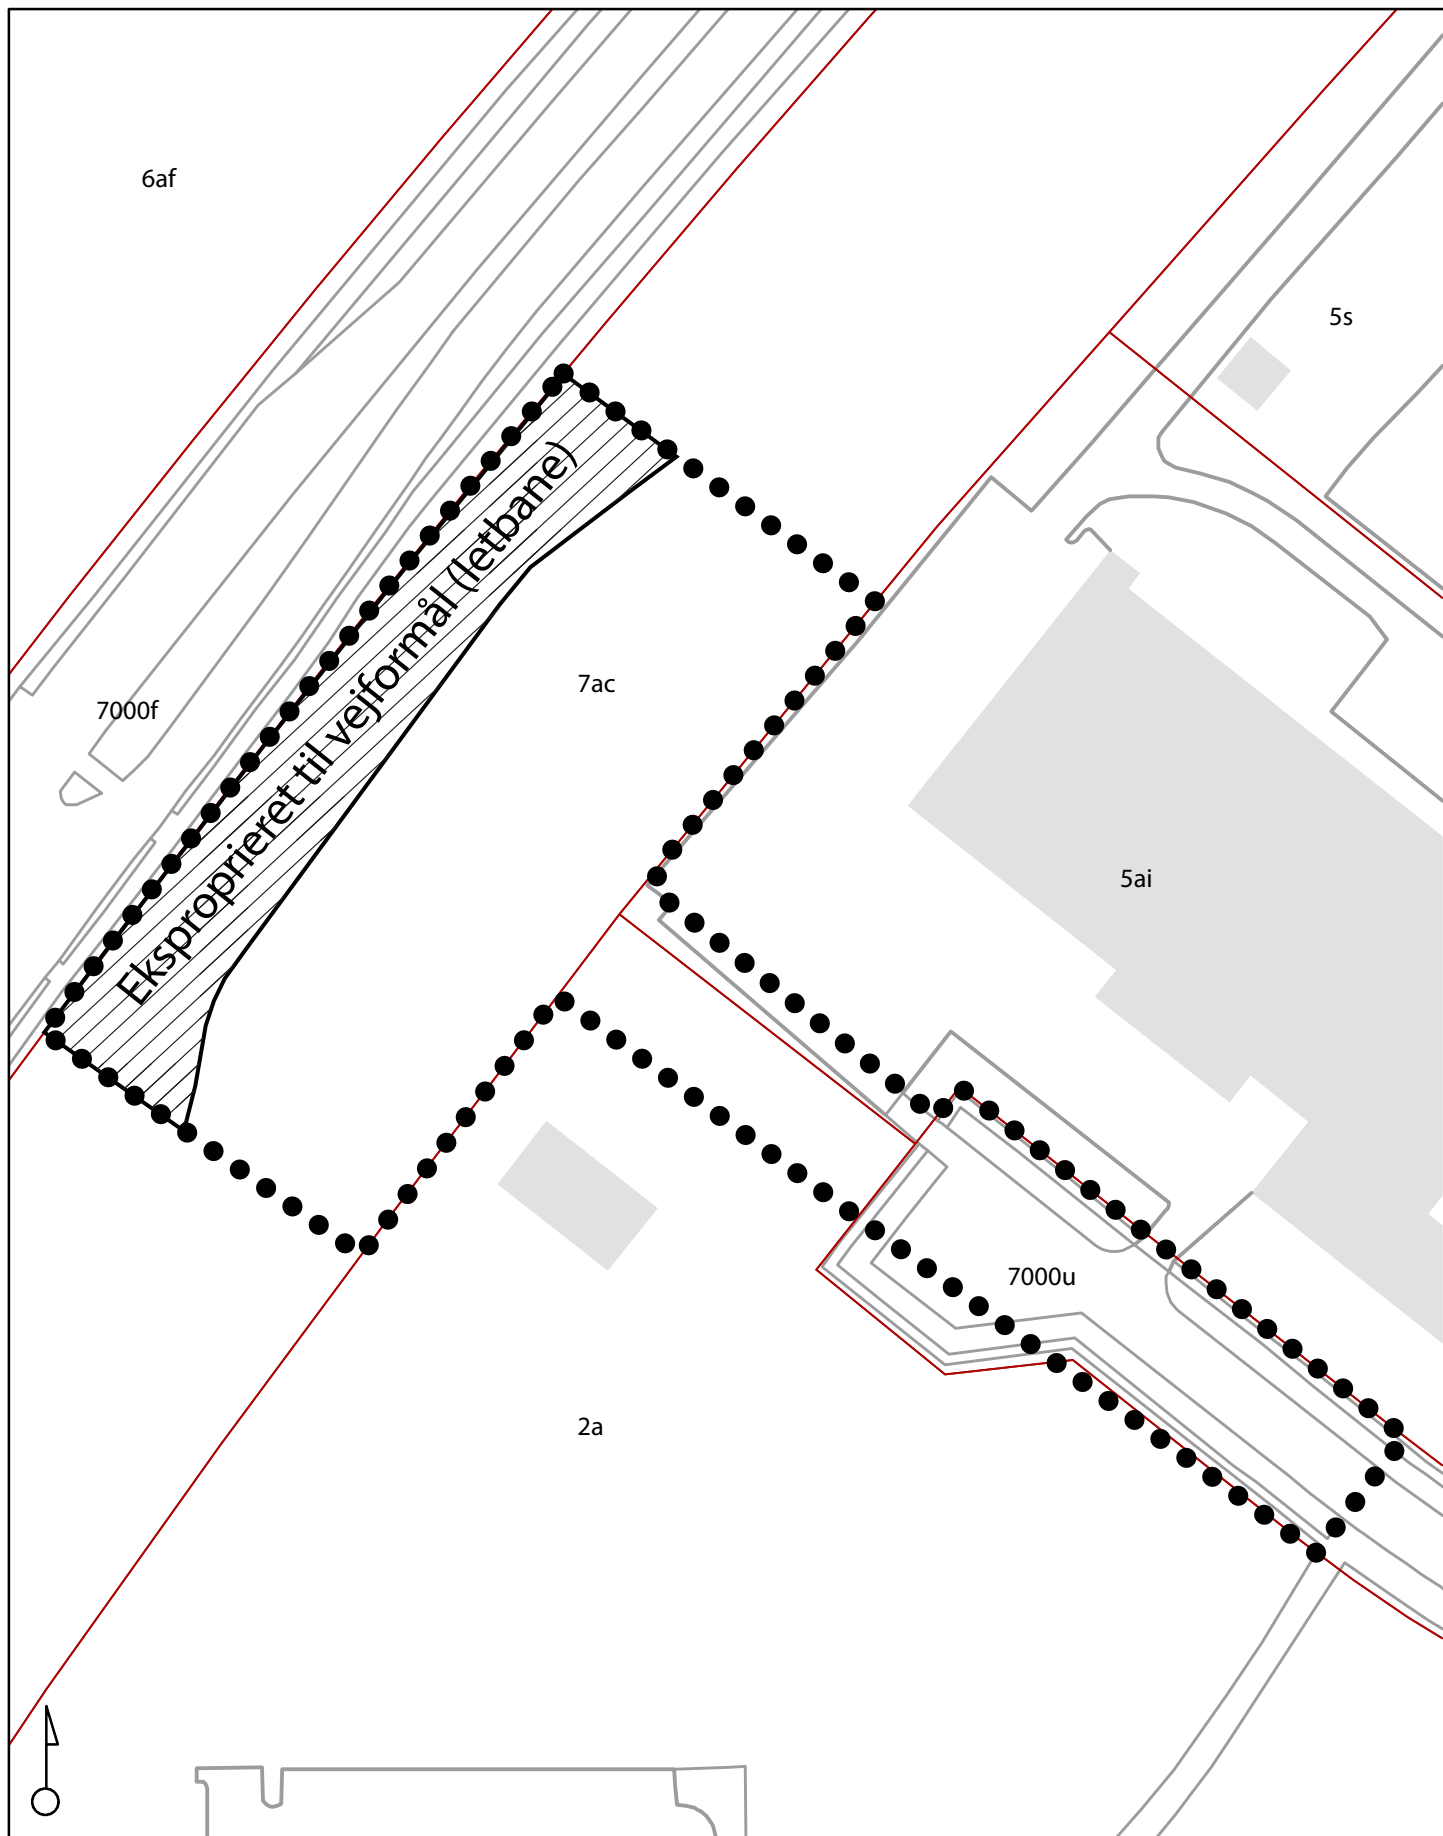 6af
5s
Eksproprieret til vejformål (letbane)
7ac
7000f
5ai
7000u
2a